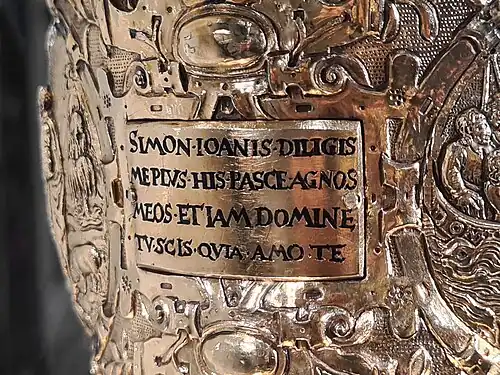 SIMON·IOANIS·DILIGIS
ME PLVS·HIS·PASCE·AGNOS
MEOS·ETIAM DOMINE
TV·SCIS·QVIA·AMO·TE